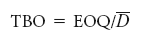 TBO = EOQ/D̅